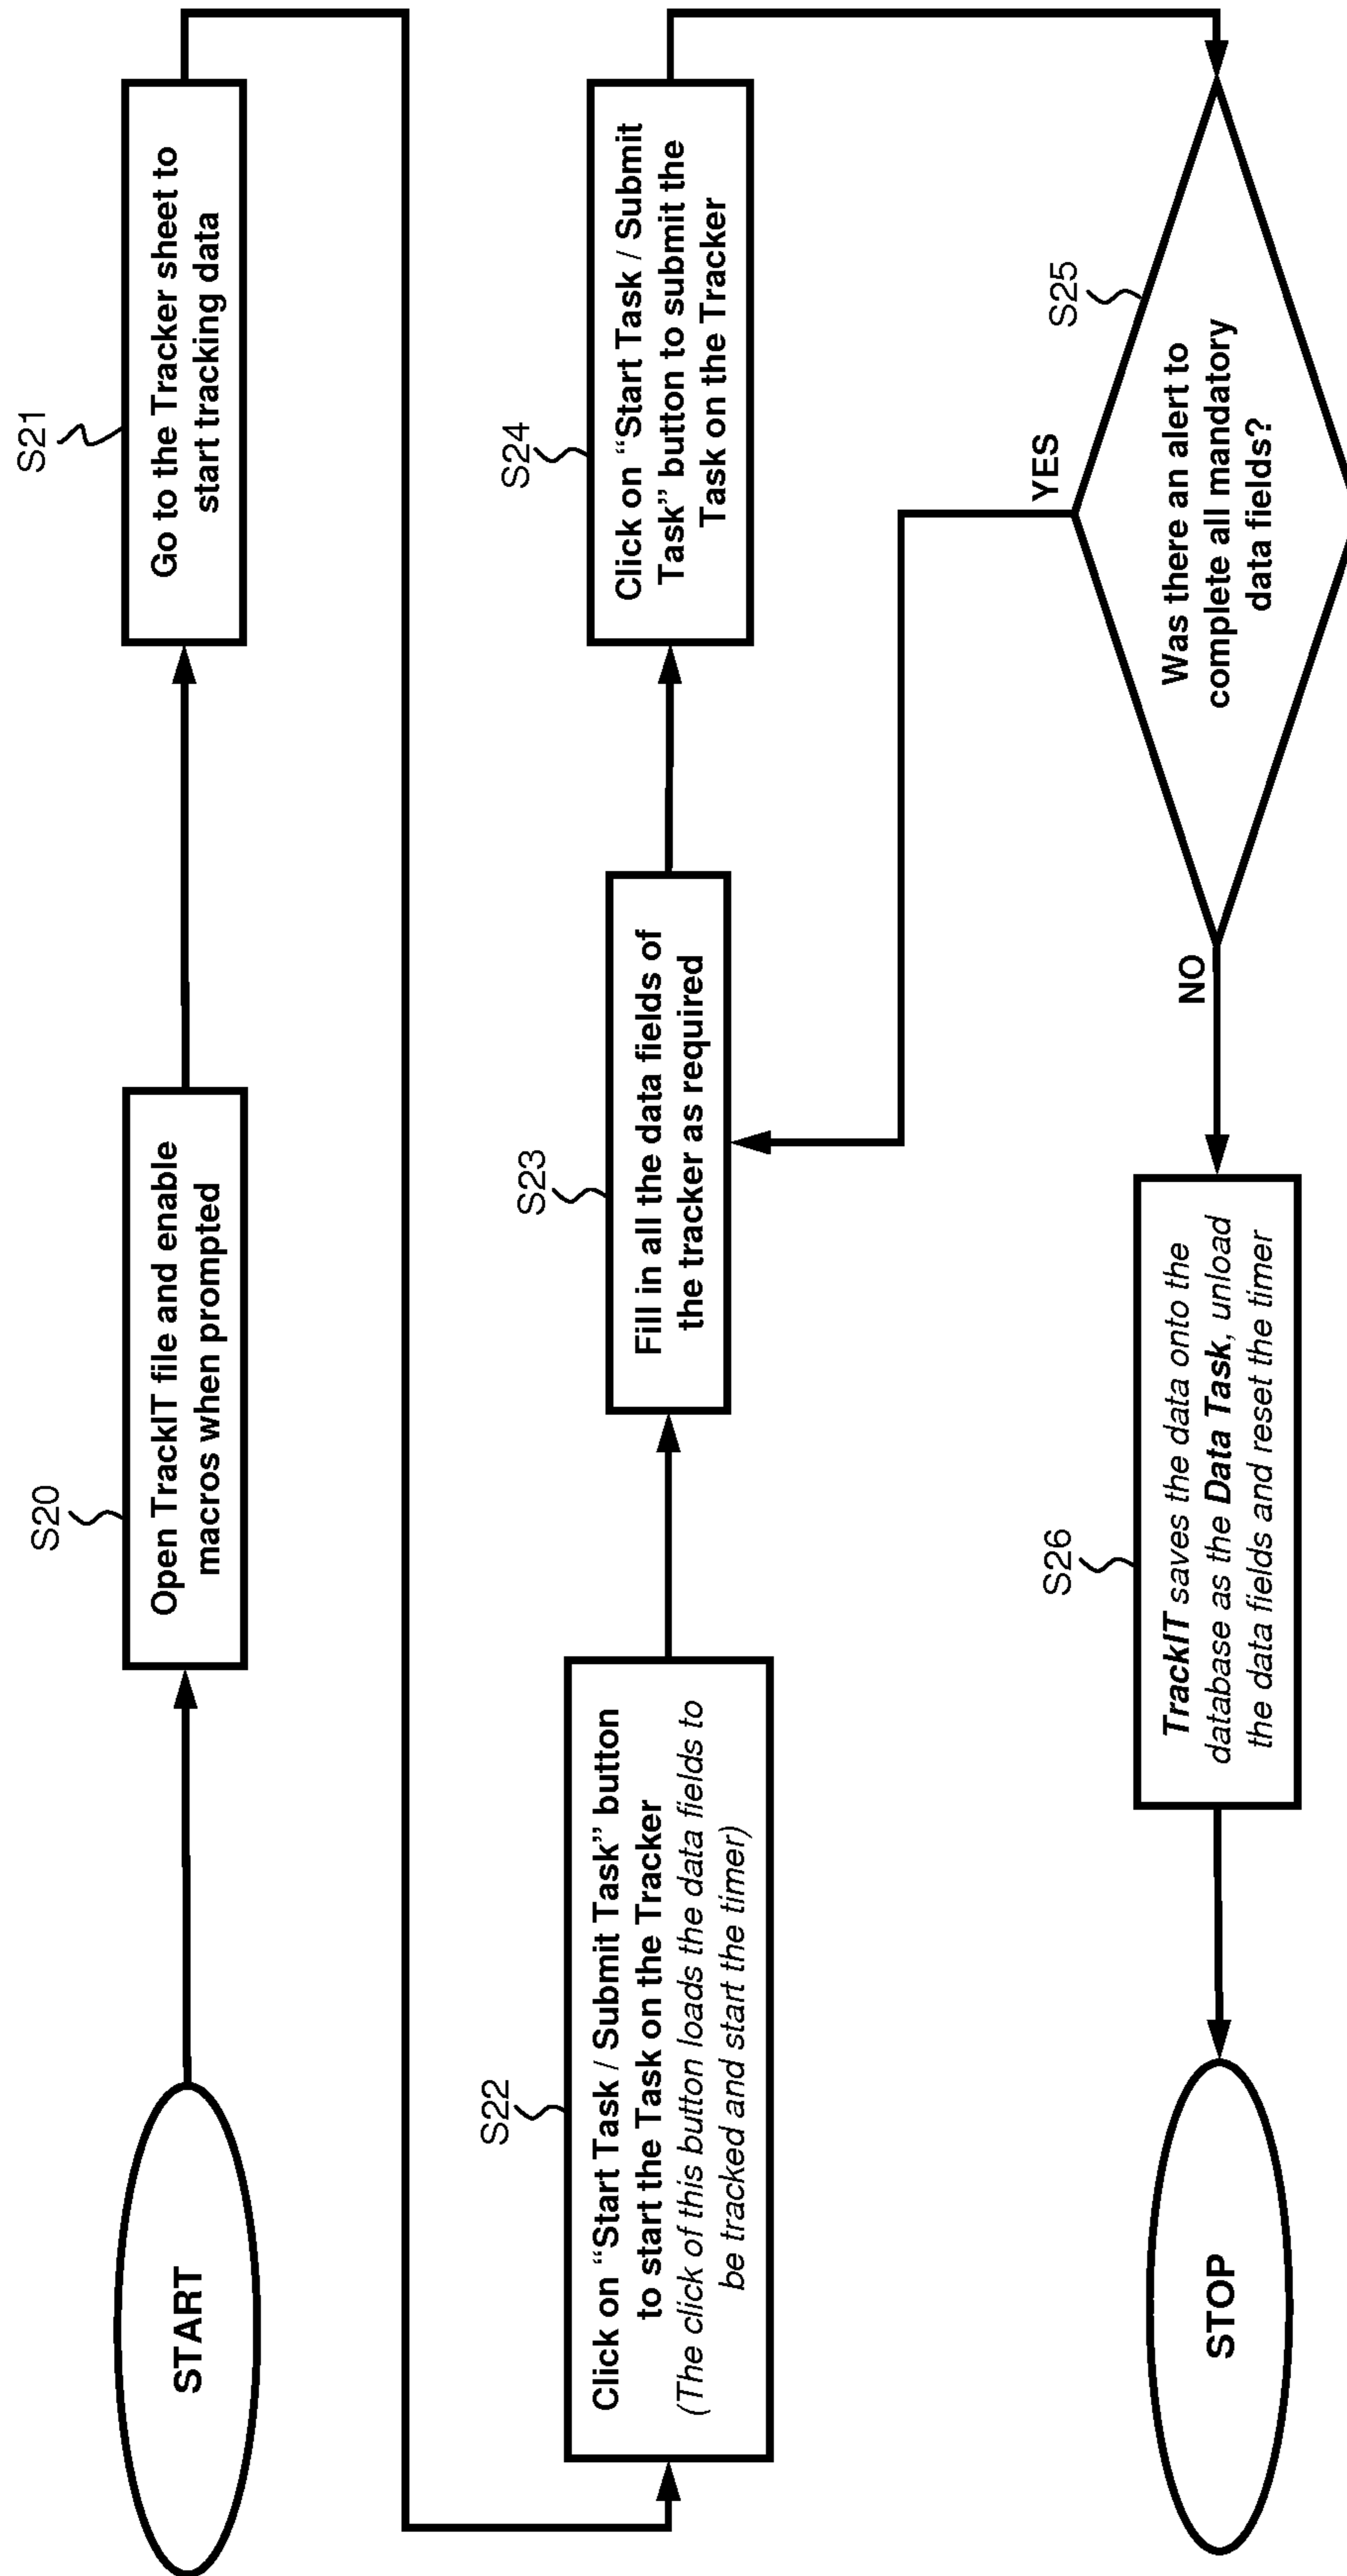 START
S20
Open TrackIT file and enable
macros when prompted
S21
Go to the Tracker sheet to
start tracking data
S22
Click on “Start Task / Submit Task” button
to start the Task on the Tracker
(The click of this button loads the data fields to
be tracked and start the timer)
S23
Fill in all the data fields of
the tracker as required
S24
Click on “Start Task / Submit
Task” button to submit the
Task on the Tracker
S25
Was there an alert to
complete all mandatory
data fields?
YES
NO
S26
TrackIT saves the data onto the
database as the Data Task, unload
the data fields and reset the timer
STOP